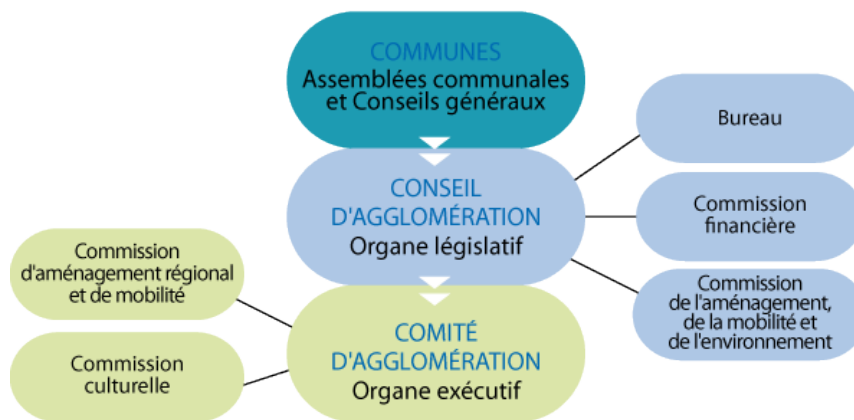 COMMUNES
Assemblées communales
et Conseils généraux
Bureau
CONSEIL
D'AGGLOMÉRATION
Organe législatif
Commission
financière
Commission
de l'aménagement,
de la mobilité et
de l'environnement
Commission
d'aménagement régional
et de mobilité
COMITÉ
D'AGGLOMÉRATION
Organe exécutif
Commission
culturelle